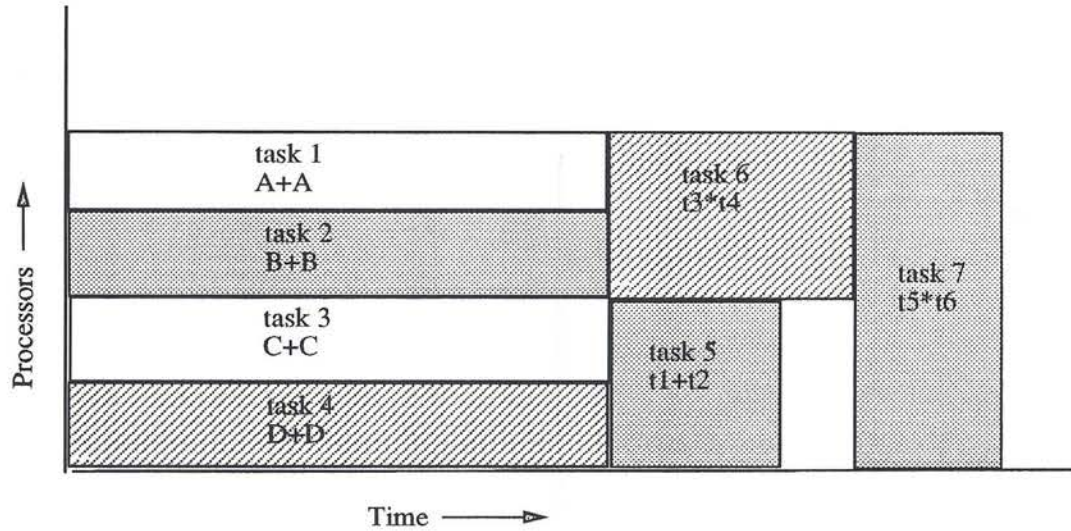 task 1
A+A
task 2
B+B
task 3
C+C
task 4
D+D
task 6
t3*t4
task 5
t1+t2
task 7
t5*t6
Processors
Time